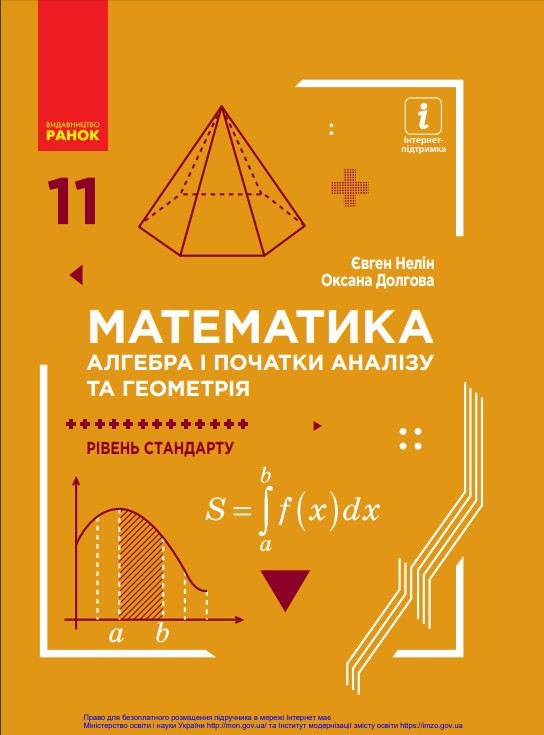 ВИДАВНИЦТВО
РАНОК
11
і
Інтернет-
підтримка
Євген Нелін
Оксана Долгова
МАТЕМАТИКА
АЛГЕБРА І ПОЧАТКИ АНАЛІЗУ
ТА ГЕОМЕТРІЯ
РІВЕНЬ СТАНДАРТУ
b
S = ∫ f(x)dx
a
a b
Право для безоплатного розміщення підручника в мережі Інтернет має
Міністерство освіти і науки України http://mon.gov.ua/ та Інститут модернізації змісту освіти https://imzo.gov.ua